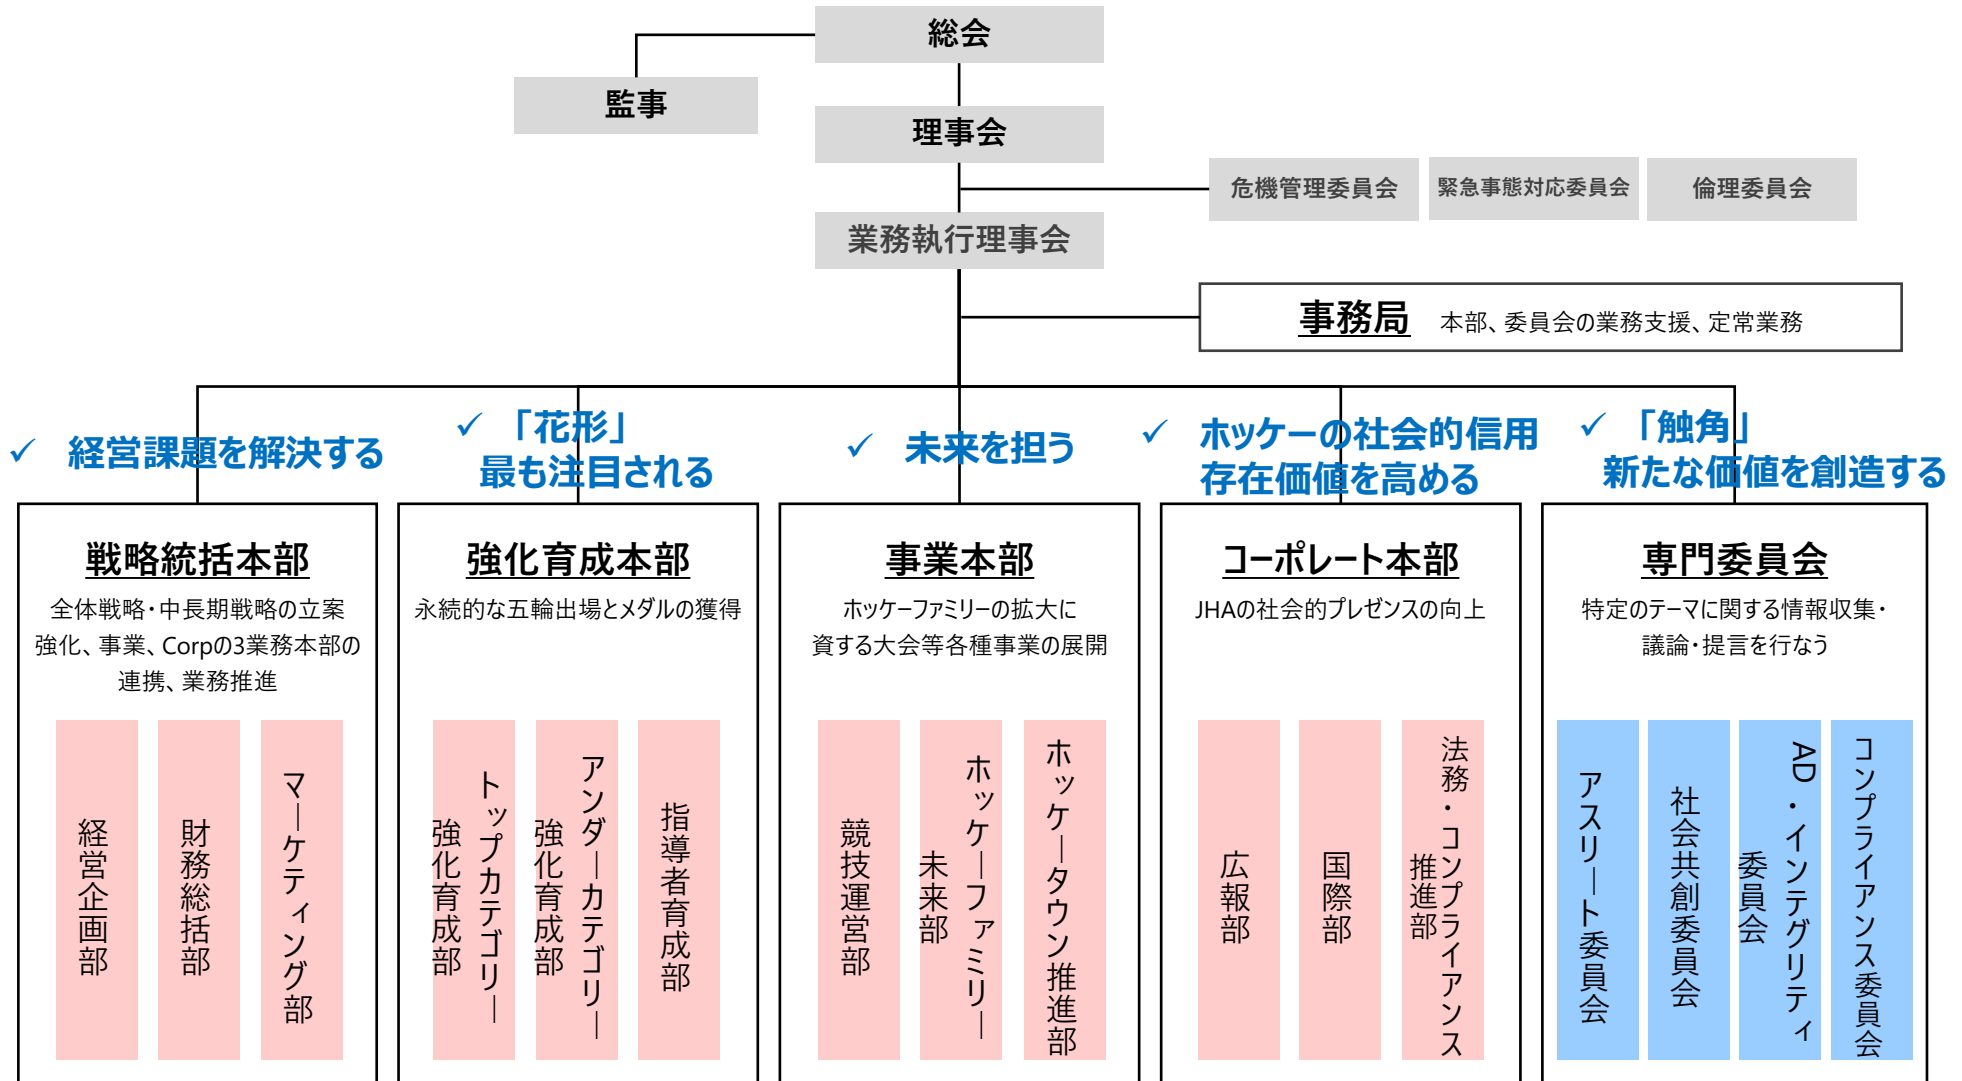 総会
監事
理事会
危機管理委員会
緊急事態対応委員会
倫理委員会
業務執行理事会
事務局 本部、委員会の業務支援、定常業務
✓ 経営課題を解決する
✓ 「花形」
最も注目される
✓ 未来を担う
✓ ホッケーの社会的信用
存在価値を高める
✓ 「触角」
新たな価値を創造する
戦略統括本部
全体戦略・中長期戦略の立案
強化、事業、Corpの3業務本部の
連携、業務推進
経営企画部
財務総括部
マーケティング部
強化育成本部
永続的な五輪出場とメダルの獲得
トップカテゴリー
強化育成部
アンダーカテゴリー
強化育成部
指導者育成部
事業本部
ホッケーファミリーの拡大に
資する大会等各種事業の展開
競技運営部
ホッケーファミリー
未来部
ホッケータウン推進部
コーポレート本部
JHAの社会的プレゼンスの向上
広報部
国際部
法務・コンプライアンス
推進部
専門委員会
特定のテーマに関する情報収集・
議論・提言を行なう
アスリート委員会
社会共創委員会
AD・インテグリティ
委員会
コンプライアンス委員会